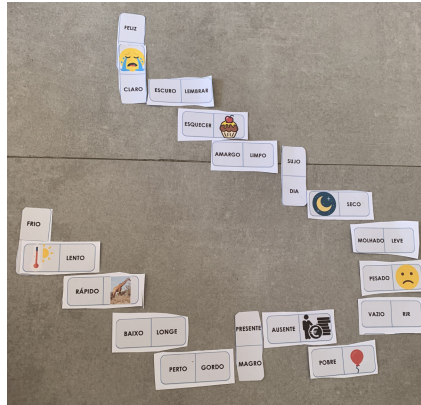 FELIZ
CLARO
ESCURO LEMBRAR
ESQUECER
AMARGO LIMPO
SUJO
DIA
SECO
MOLHADO LEVE
PESADO
VAZIO RIR
FRIO
LENTO
RÁPIDO
BAIXO LONGE
PERTO GORDO
PRESENTE
MAGRO
AUSENTE
POBRE